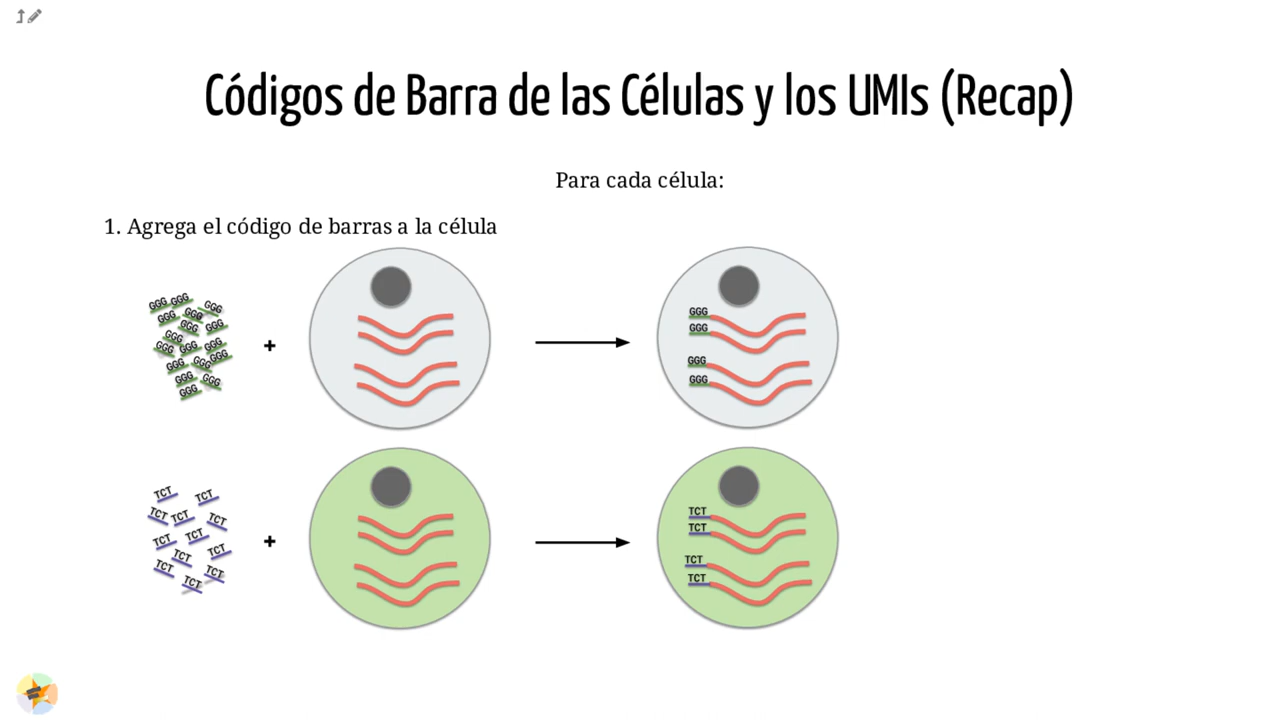 Códigos de Barra de las Células y los UMIs (Recap)
Para cada célula:
1. Agrega el código de barras a la célula
GGG GGG GGG
GGG GGG
GGG GGG
GGG
GGG GGG GGG
GGG GGG GGG
GGG GGG
GGG
+
GGG
GGG
GGG
GGG
TCT TCT
TCT TCT TCT
TCT TCT
TCT TCT
TCT TCT
TCT
+
TCT
TCT
TCT
TCT